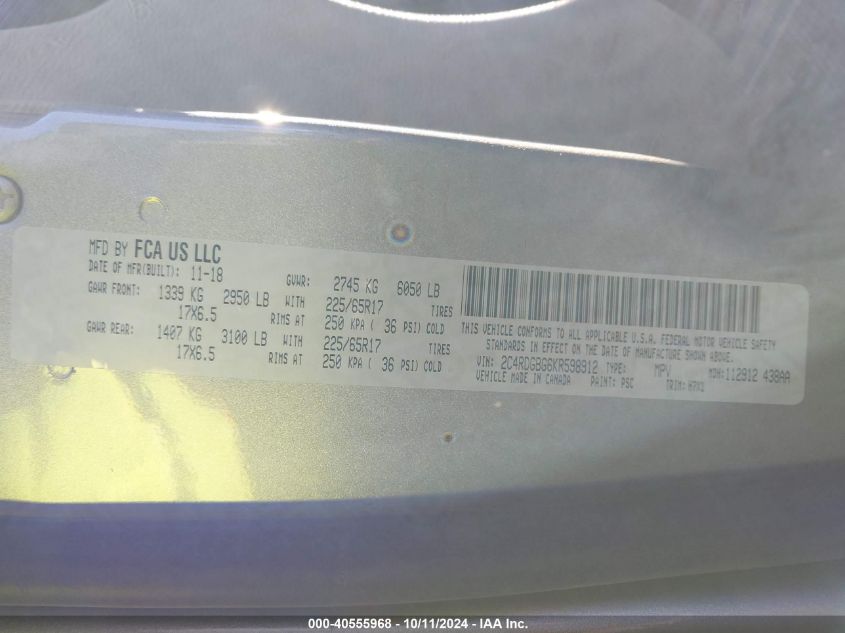 MFD BY FCA US LLC
DATE OF MFR(BUILT): 11-18 GVWR: 2745 KG 6050 LB
GAWR FRONT: 1339 KG 2950 LB WITH 225/65R17 TIRES
17X6.5 RIMS AT 250 KPA ( 36 PSI) COLD
GAWR REAR: 1407 KG 3100 LB WITH 225/65R17 TIRES
17X6.5 RIMS AT 250 KPA ( 36 PSI) COLD
THIS VEHICLE CONFORMS TO ALL APPLICABLE U.S.A. FEDERAL MOTOR VEHICLE SAFETY
STANDARDS IN EFFECT ON THE DATE OF MANUFACTURE SHOWN ABOVE.
VIN: 2C4RDGBG6KR598912 TYPE: MPV MDH:112912 438AA
VEHICLE MADE IN CANADA PAINT: PSC TRIM:
000-40555968 - 10/11/2024 - IAA Inc.